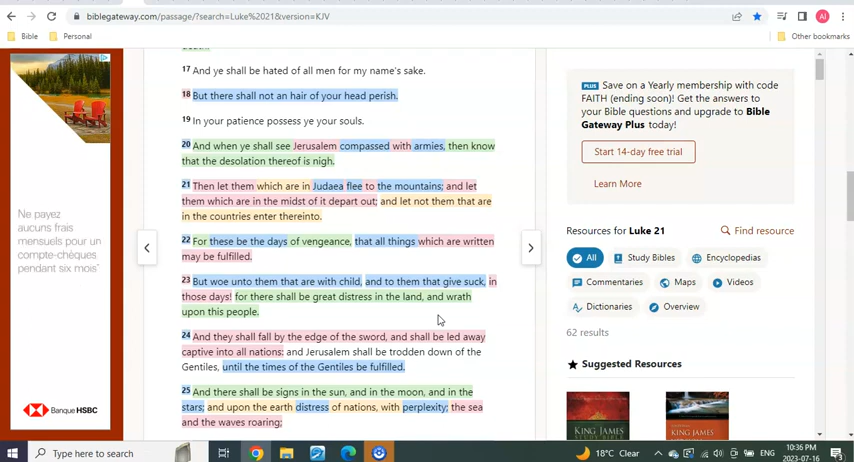 biblegateway.com/passage/?search=Luke%2021&version=KJV
AI
Bible
Personal
Other bookmarks
17 And ye shall be hated of all men for my name's sake.
18 But there shall not an hair of your head perish.
19 In your patience possess ye your souls.
20 And when ye shall see Jerusalem compassed with armies, then know
that the desolation thereof is nigh.
21 Then let them which are in Judaea flee to the mountains; and let
them which are in the midst of it depart out; and let not them that are
in the countries enter thereinto.
22 For these be the days of vengeance, that all things which are written
may be fulfilled.
23 But woe unto them that are with child, and to them that give suck, in
those days! for there shall be great distress in the land, and wrath
upon this people.
24 And they shall fall by the edge of the sword, and shall be led away
captive into all nations: and Jerusalem shall be trodden down of the
Gentiles, until the times of the Gentiles be fulfilled.
25 And there shall be signs in the sun, and in the moon, and in the
stars; and upon the earth distress of nations, with perplexity; the sea
and the waves roaring;
Ne payez
aucuns frais
mensuels pour un
compte-chèques
pendant six mois*
Banque HSBC
PLUS Save on a Yearly membership with code
FAITH (ending soon)! Get the answers to
your Bible questions and upgrade to Bible
Gateway Plus today!
Start 14-day free trial
Learn More
Resources for Luke 21
Find resource
All
Study Bibles
Encyclopedias
Commentaries
Maps
Videos
Dictionaries
Overview
62 results
Suggested Resources
KING JAMES
KING JAMES
Type here to search
18°C Clear
ENG
10:36 PM
2023-07-16
3